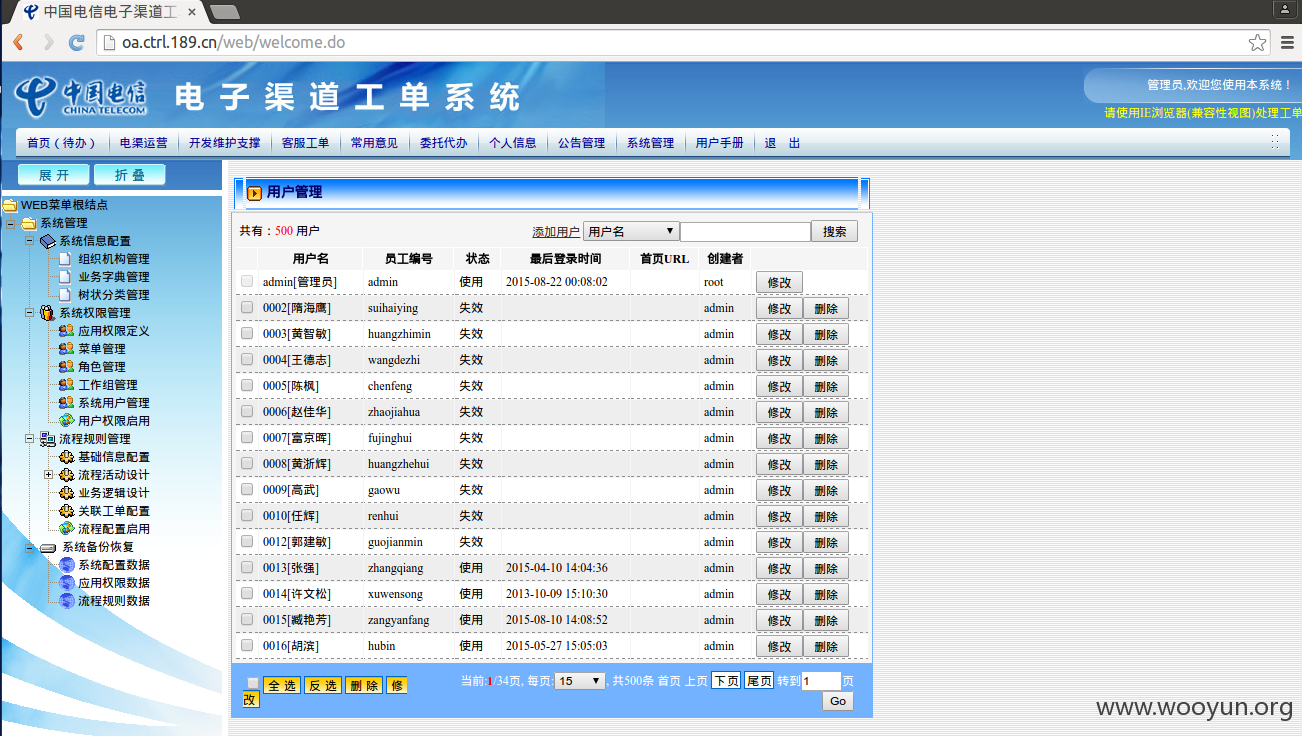 中国电信电子渠道工
oa.ctrl.189.cn/web/welcome.do
中国电信
CHINA TELECOM
电子渠道工单系统
管理员,欢迎您使用本系统！
请使用IE浏览器(兼容性视图)处理工单
首页（待办） 电渠运营 开发维护支撑 客服工单 常用意见 委托代办 个人信息 公告管理 系统管理 用户手册 退 出
展 开 折 叠
WEB菜单根结点
系统管理
系统信息配置
组织机构管理
业务字典管理
树状分类管理
系统权限管理
应用权限定义
菜单管理
角色管理
工作组管理
系统用户管理
用户权限启用
流程规则管理
基础信息配置
流程活动设计
业务逻辑设计
关联工单配置
流程配置启用
系统备份恢复
系统配置数据
应用权限数据
流程规则数据
用户管理
共有：500 用户 添加用户 用户名 搜索
用户名 员工编号 状态 最后登录时间 首页URL 创建者
admin[管理员] admin 使用 2015-08-22 00:08:02 root 修改
0002[隋海鹰] suihaiying 失效 admin 修改 删除
0003[黄智敏] huangzhimin 失效 admin 修改 删除
0004[王德志] wangdezhi 失效 admin 修改 删除
0005[陈枫] chenfeng 失效 admin 修改 删除
0006[赵佳华] zhaojiahua 失效 admin 修改 删除
0007[富京晖] fujinghui 失效 admin 修改 删除
0008[黄浙辉] huangzhehui 失效 admin 修改 删除
0009[高武] gaowu 失效 admin 修改 删除
0010[任辉] renhui 失效 admin 修改 删除
0012[郭建敏] guojianmin 失效 admin 修改 删除
0013[张强] zhangqiang 使用 2015-04-10 14:04:36 admin 修改 删除
0014[许文松] xuwensong 使用 2013-10-09 15:10:30 admin 修改 删除
0015[臧艳芳] zangyanfang 使用 2015-08-10 14:08:52 admin 修改 删除
0016[胡滨] hubin 使用 2015-05-27 15:05:03 admin 修改 删除
全 选 反 选 删 除 修
改
当前:1/34页, 每页: 15 , 共500条 首页 上页 下页 尾页 转到 1 页
Go
www.wooyun.org